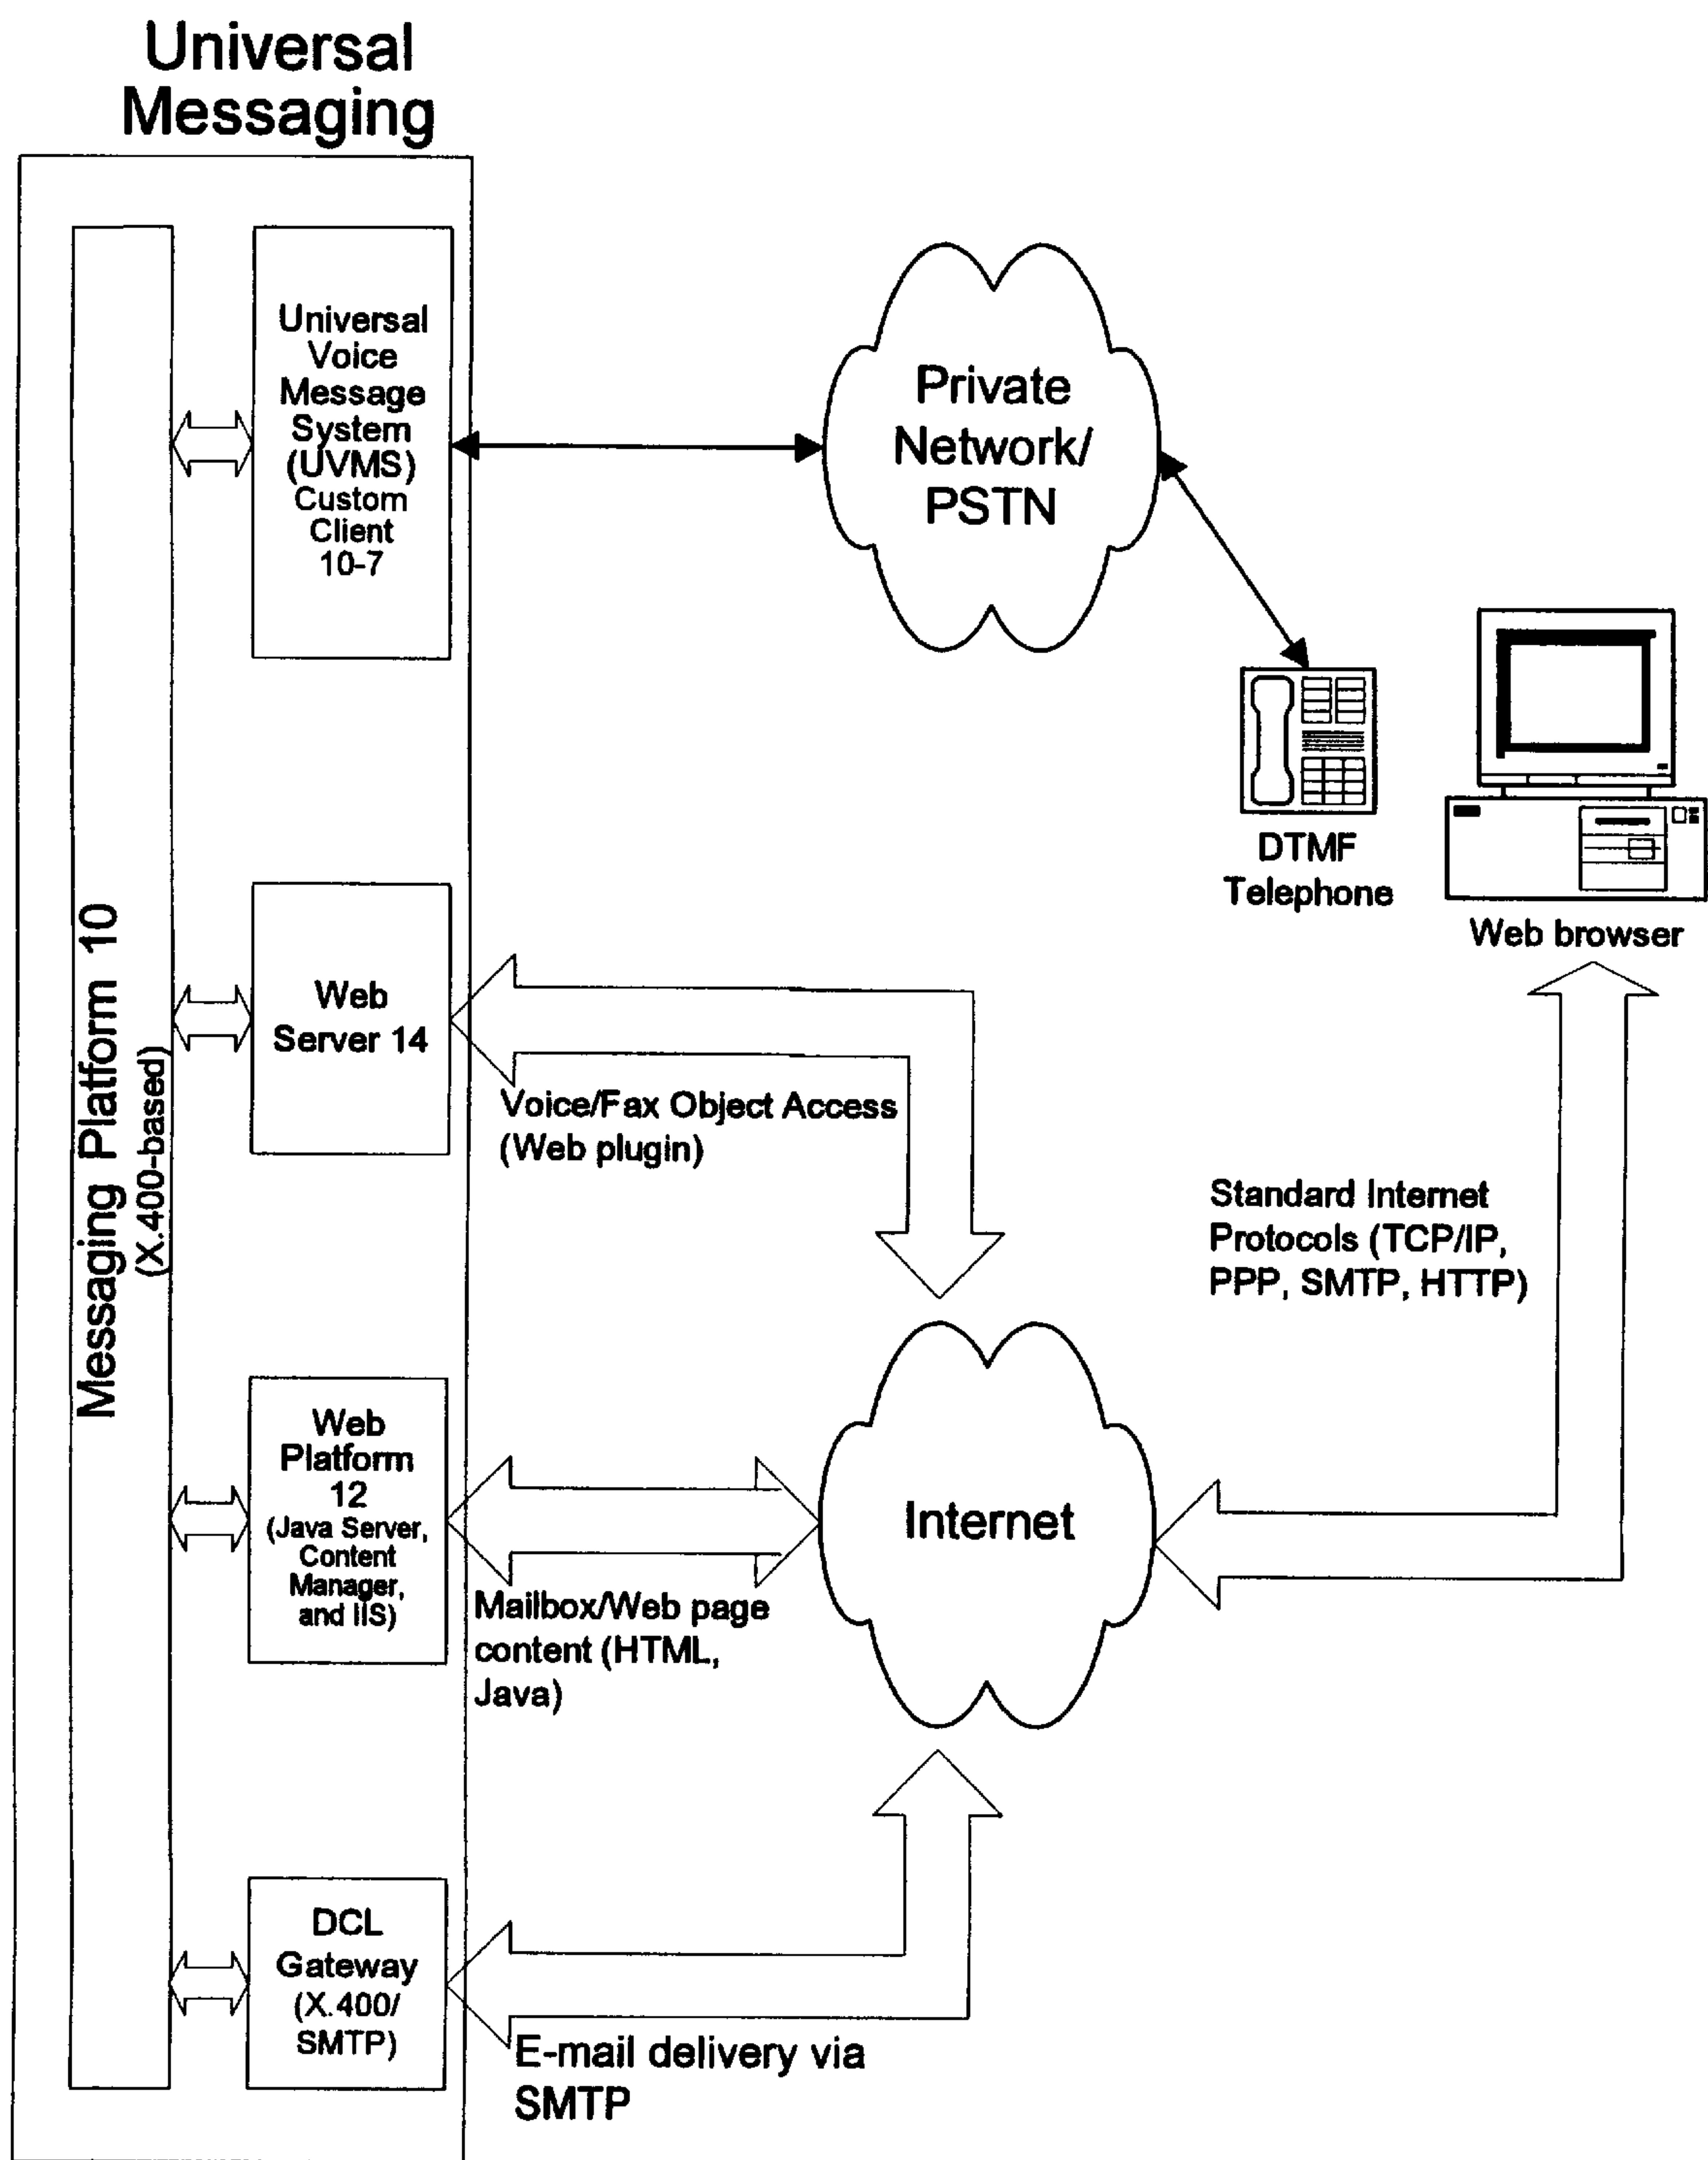 Universal
Messaging
Universal
Voice
Message
System
(UVMS)
Custom
Client
10-7
Private
Network/
PSTN
DTMF
Telephone
Web browser
Messaging Platform 10
(X.400-based)
Web
Server 14
Voice/Fax Object Access
(Web plugin)
Standard Internet
Protocols (TCP/IP,
PPP, SMTP, HTTP)
Web
Platform
12
(Java Server,
Content
Manager,
and IIS)
Internet
Mailbox/Web page
content (HTML,
Java)
DCL
Gateway
(X.400/
SMTP)
E-mail delivery via
SMTP